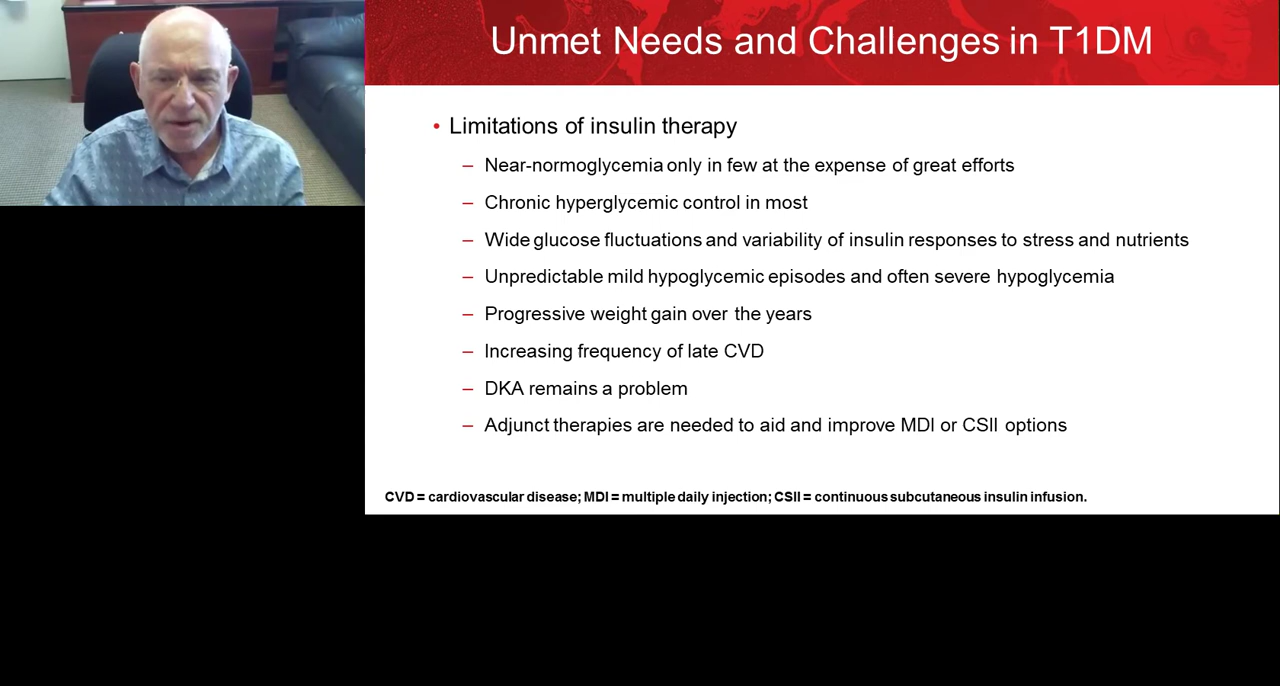 Unmet Needs and Challenges in T1DM
• Limitations of insulin therapy
– Near-normoglycemia only in few at the expense of great efforts
– Chronic hyperglycemic control in most
– Wide glucose fluctuations and variability of insulin responses to stress and nutrients
– Unpredictable mild hypoglycemic episodes and often severe hypoglycemia
– Progressive weight gain over the years
– Increasing frequency of late CVD
– DKA remains a problem
– Adjunct therapies are needed to aid and improve MDI or CSII options
CVD = cardiovascular disease; MDI = multiple daily injection; CSII = continuous subcutaneous insulin infusion.